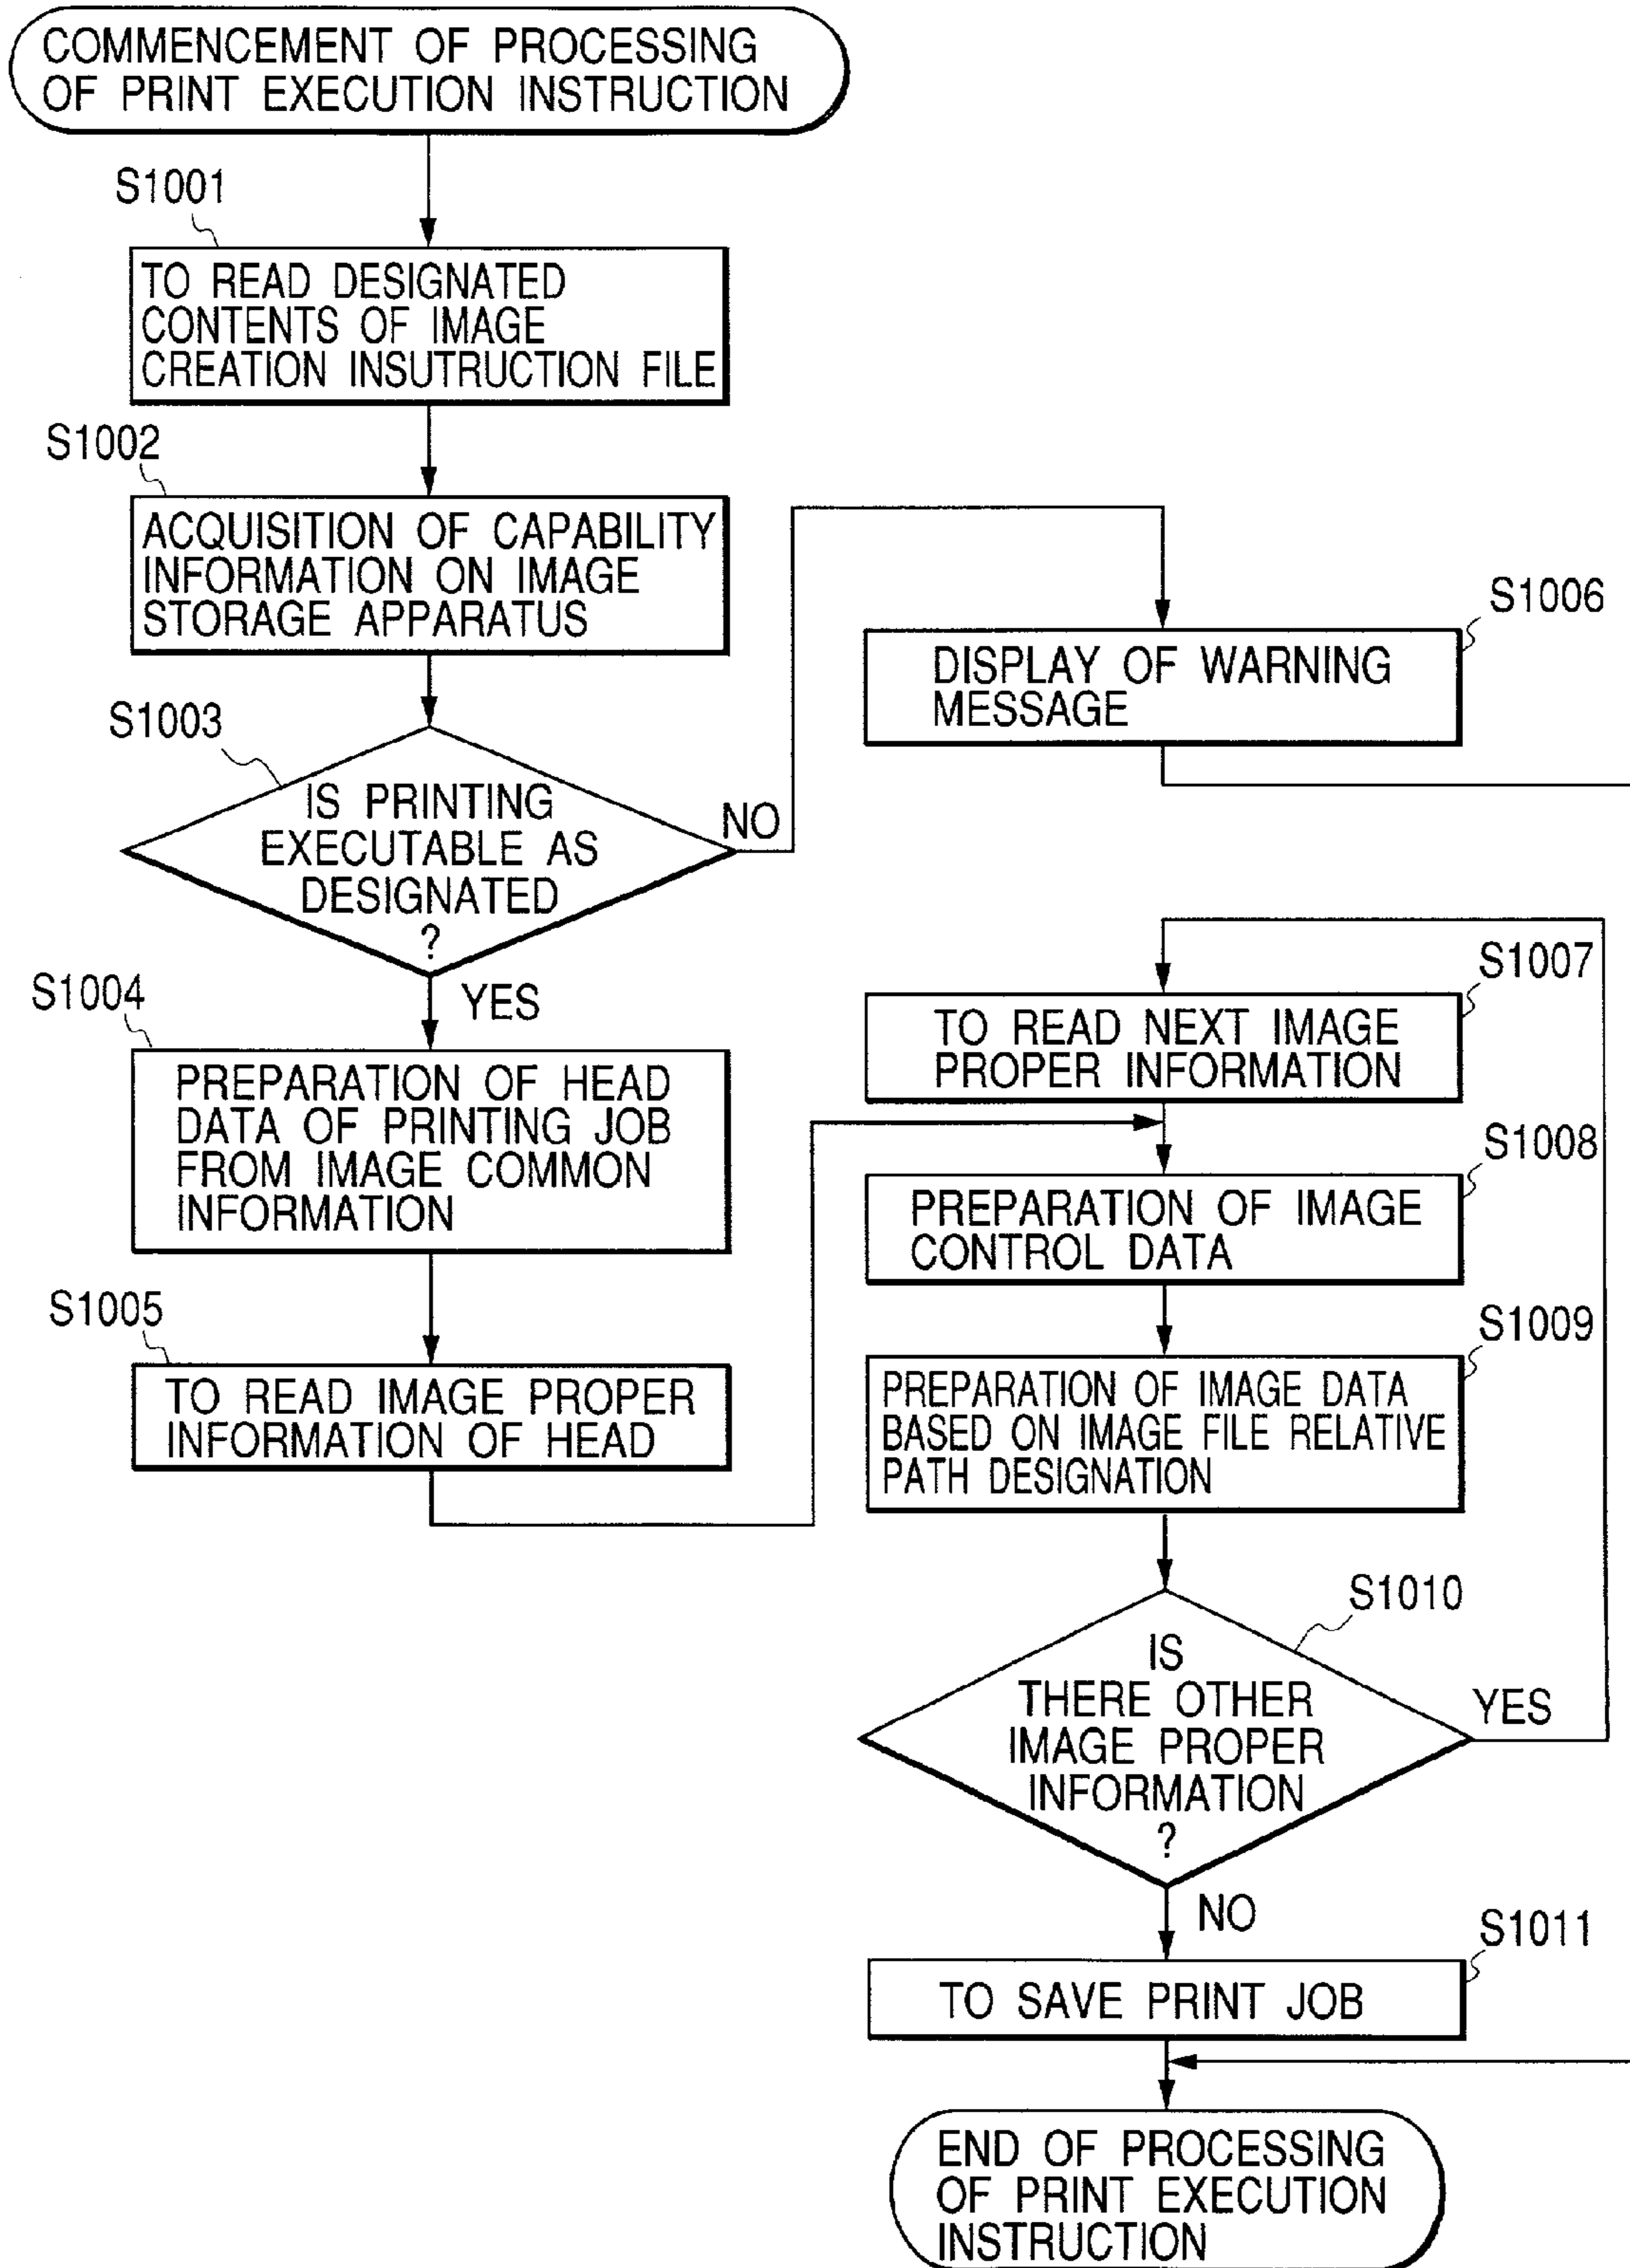 COMMENCEMENT OF PROCESSING
OF PRINT EXECUTION INSTRUCTION
S1001
TO READ DESIGNATED
CONTENTS OF IMAGE
CREATION INSUTRUCTION FILE
S1002
ACQUISITION OF CAPABILITY
INFORMATION ON IMAGE
STORAGE APPARATUS
S1003
IS PRINTING
EXECUTABLE AS
DESIGNATED
?
NO
YES
S1004
PREPARATION OF HEAD
DATA OF PRINTING JOB
FROM IMAGE COMMON
INFORMATION
S1005
TO READ IMAGE PROPER
INFORMATION OF HEAD
S1006
DISPLAY OF WARNING
MESSAGE
S1007
TO READ NEXT IMAGE
PROPER INFORMATION
S1008
PREPARATION OF IMAGE
CONTROL DATA
S1009
PREPARATION OF IMAGE DATA
BASED ON IMAGE FILE RELATIVE
PATH DESIGNATION
S1010
IS
THERE OTHER
IMAGE PROPER
INFORMATION
?
YES
NO
S1011
TO SAVE PRINT JOB
END OF PROCESSING
OF PRINT EXECUTION
INSTRUCTION